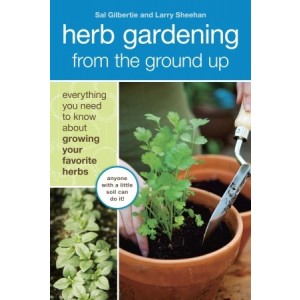 Sal Gilbertie and Larry Sheehan
herb gardening
from the ground up
everything
you need
to know
about
growing
your
favorite
herbs
anyone
with a little
soil can
do it!